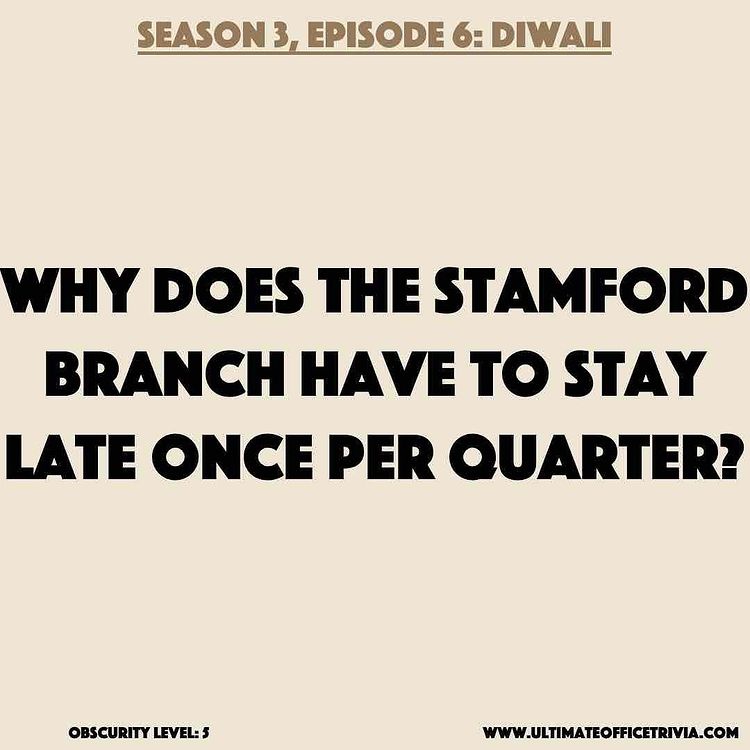 SEASON 3, EPISODE 6: DIWALI
WHY DOES THE STAMFORD
BRANCH HAVE TO STAY
LATE ONCE PER QUARTER?
OBSCURITY LEVEL: 5
WWW.ULTIMATEOFFICETRIVIA.COM